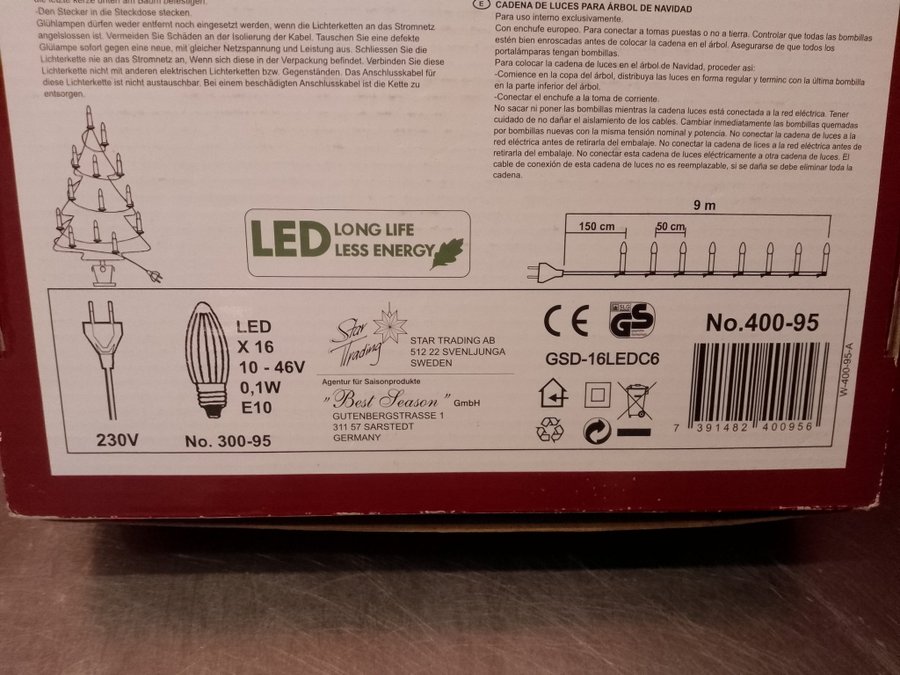 -Den Stecker in die Steckdose stecken.
Glühlampen dürfen weder entfernt noch eingesetzt werden, wenn die Lichterketten an das Stromnetz
angelslossen ist. Vermeiden Sie Schäden an der Isolierung der Kabel. Tauschen Sie eine defekte
Glülampe sofort gegen eine neue, mit gleicher Netzspannung und Leistung aus. Schliessen Sie die
Lichterkette nie an das Stromnetz an, Wenn sich diese in der Verpackung defindet. Verbinden Sie diese
Lichterkette nicht mit anderen elektrischen Lichterketten bzw. Gegenständen. Das Anschlusskabel für
diese Lichterkette ist nicht austauschbar. Bei einem beschädigten Anschlusskabel ist die Kette zu
entsorgen.
E CADENA DE LUCES PARA ÁRBOL DE NAVIDAD
Para uso interno exclusivamente.
Con enchufe europeo. Para conectar a tomas puestas o no a tierra. Controlar que todas las bombillas
estén bien enroscadas antes de colocar la cadena en el árbol. Asegurarse de que todos los
portalámparas tengan bombillas.
Para colocar la cadena de luces en el árbol de Navidad, proceder asi:
-Comience en la copa del árbol, distribuya las luces en forma regular y terminc con la última bombilla
en la parte inferior del árbol.
-Conectar el enchufe a la toma de corriente.
No sacar ni poner las bombillas mientras la cadena luces está conectada a la red eléctrica. Tener
cuidado de no dañar el aislamiento de los cables. Cambiar immediatamente las bombillas quemadas
por bombillas nuevas con la misma tensión nominal y potencia. No conectar la cadena de luces a la
red eléctrica antes de retirarla del embalaje. No conectar la cadena de lices a la red eléctrica antes de
retirarla del embalaje. No conectar esta cadena de luces eléctricamente a otra cadena de luces. El
cable de conexión de esta cadena de luces no es reemplazable, si se daña se debe eliminar toda la
cadena.
LED LONG LIFE
LESS ENERGY
9 m
150 cm
50 cm
230V
LED
X 16
10 - 46V
0,1W
E10
No. 300-95
Star
Trading
STAR TRADING AB
512 22 SVENLJUNGA
SWEDEN
Agentur für Saisonprodukte
"Best Season" GmbH
GUTENBERGSTRASSE 1
311 57 SARSTEDT
GERMANY
CE
SLG
GS
GSD-16LEDC6
No.400-95
7 391482 400956
W-400-95-A